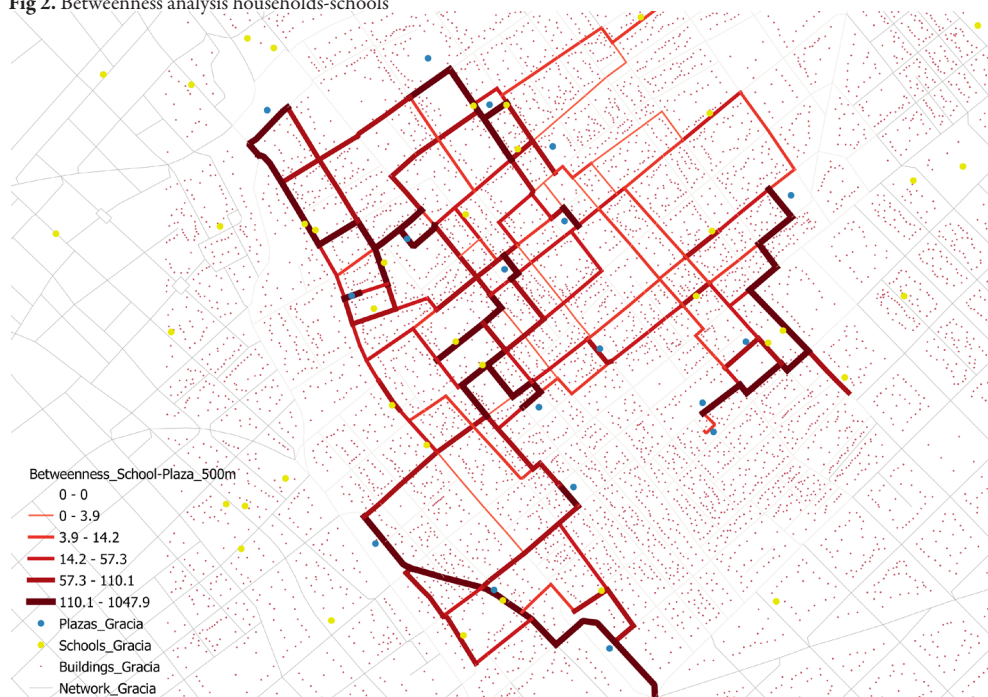 Fig 2. Betweenness analysis households-schools
Betweenness_School-Plaza_500m
0 - 0
0 - 3.9
3.9 - 14.2
14.2 - 57.3
57.3 - 110.1
110.1 - 1047.9
Plazas_Gracia
Schools_Gracia
Buildings_Gracia
Network_Gracia